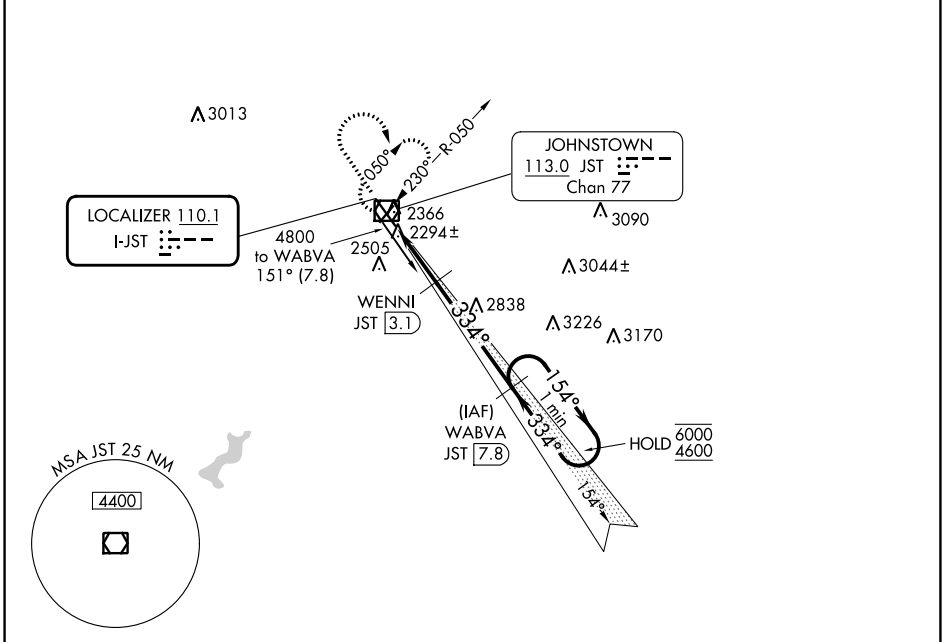 3013
R-050
050°
230°
JOHNSTOWN
113.0 JST
Chan 77
LOCALIZER 110.1
I-JST
2366
2294±
3090
4800
to WABVA
151° (7.8)
2505
3044±
WENNI
JST 3.1
2838
334°
3226
3170
154°
1 min
(IAF)
WABVA
JST 7.8
334°
HOLD
6000
4600
154°
MSA JST 25 NM
4400